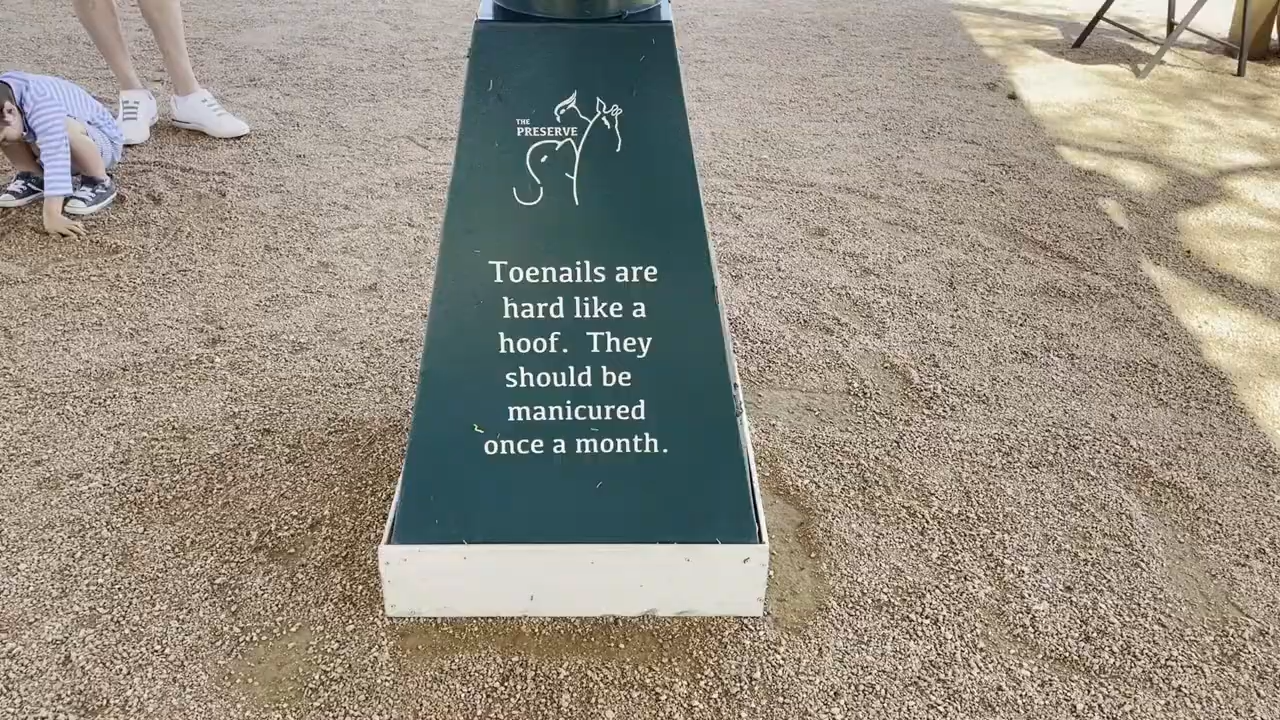 THE
PRESERVE
Toenails are
hard like a
hoof. They
should be
manicured
once a month.